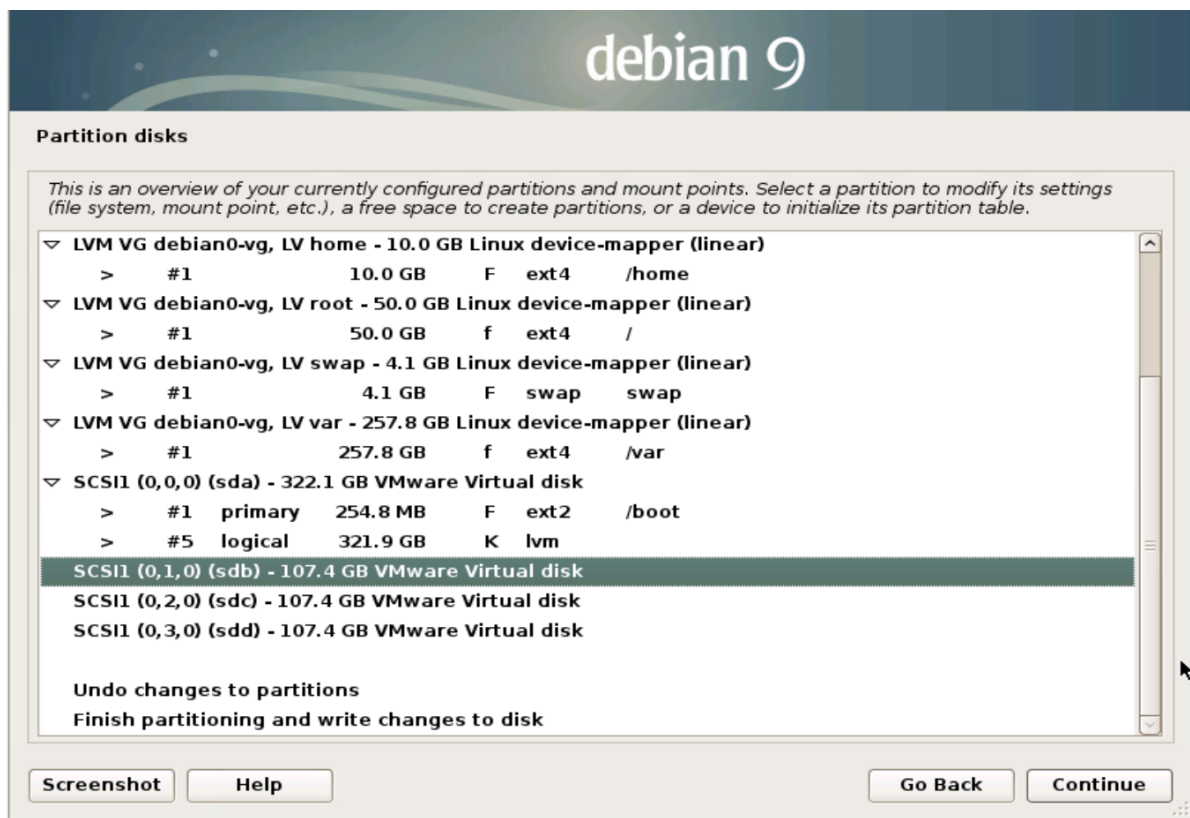 debian 9
Partition disks
This is an overview of your currently configured partitions and mount points. Select a partition to modify its settings
(file system, mount point, etc.), a free space to create partitions, or a device to initialize its partition table.
LVM VG debian0-vg, LV home - 10.0 GB Linux device-mapper (linear)
> #1 10.0 GB F ext4 /home
LVM VG debian0-vg, LV root - 50.0 GB Linux device-mapper (linear)
> #1 50.0 GB f ext4 /
LVM VG debian0-vg, LV swap - 4.1 GB Linux device-mapper (linear)
> #1 4.1 GB F swap swap
LVM VG debian0-vg, LV var - 257.8 GB Linux device-mapper (linear)
> #1 257.8 GB f ext4 /var
SCSI1 (0,0,0) (sda) - 322.1 GB VMware Virtual disk
> #1 primary 254.8 MB F ext2 /boot
> #5 logical 321.9 GB K lvm
SCSI1 (0,1,0) (sdb) - 107.4 GB VMware Virtual disk
SCSI1 (0,2,0) (sdc) - 107.4 GB VMware Virtual disk
SCSI1 (0,3,0) (sdd) - 107.4 GB VMware Virtual disk
Undo changes to partitions
Finish partitioning and write changes to disk
Screenshot Help Go Back Continue